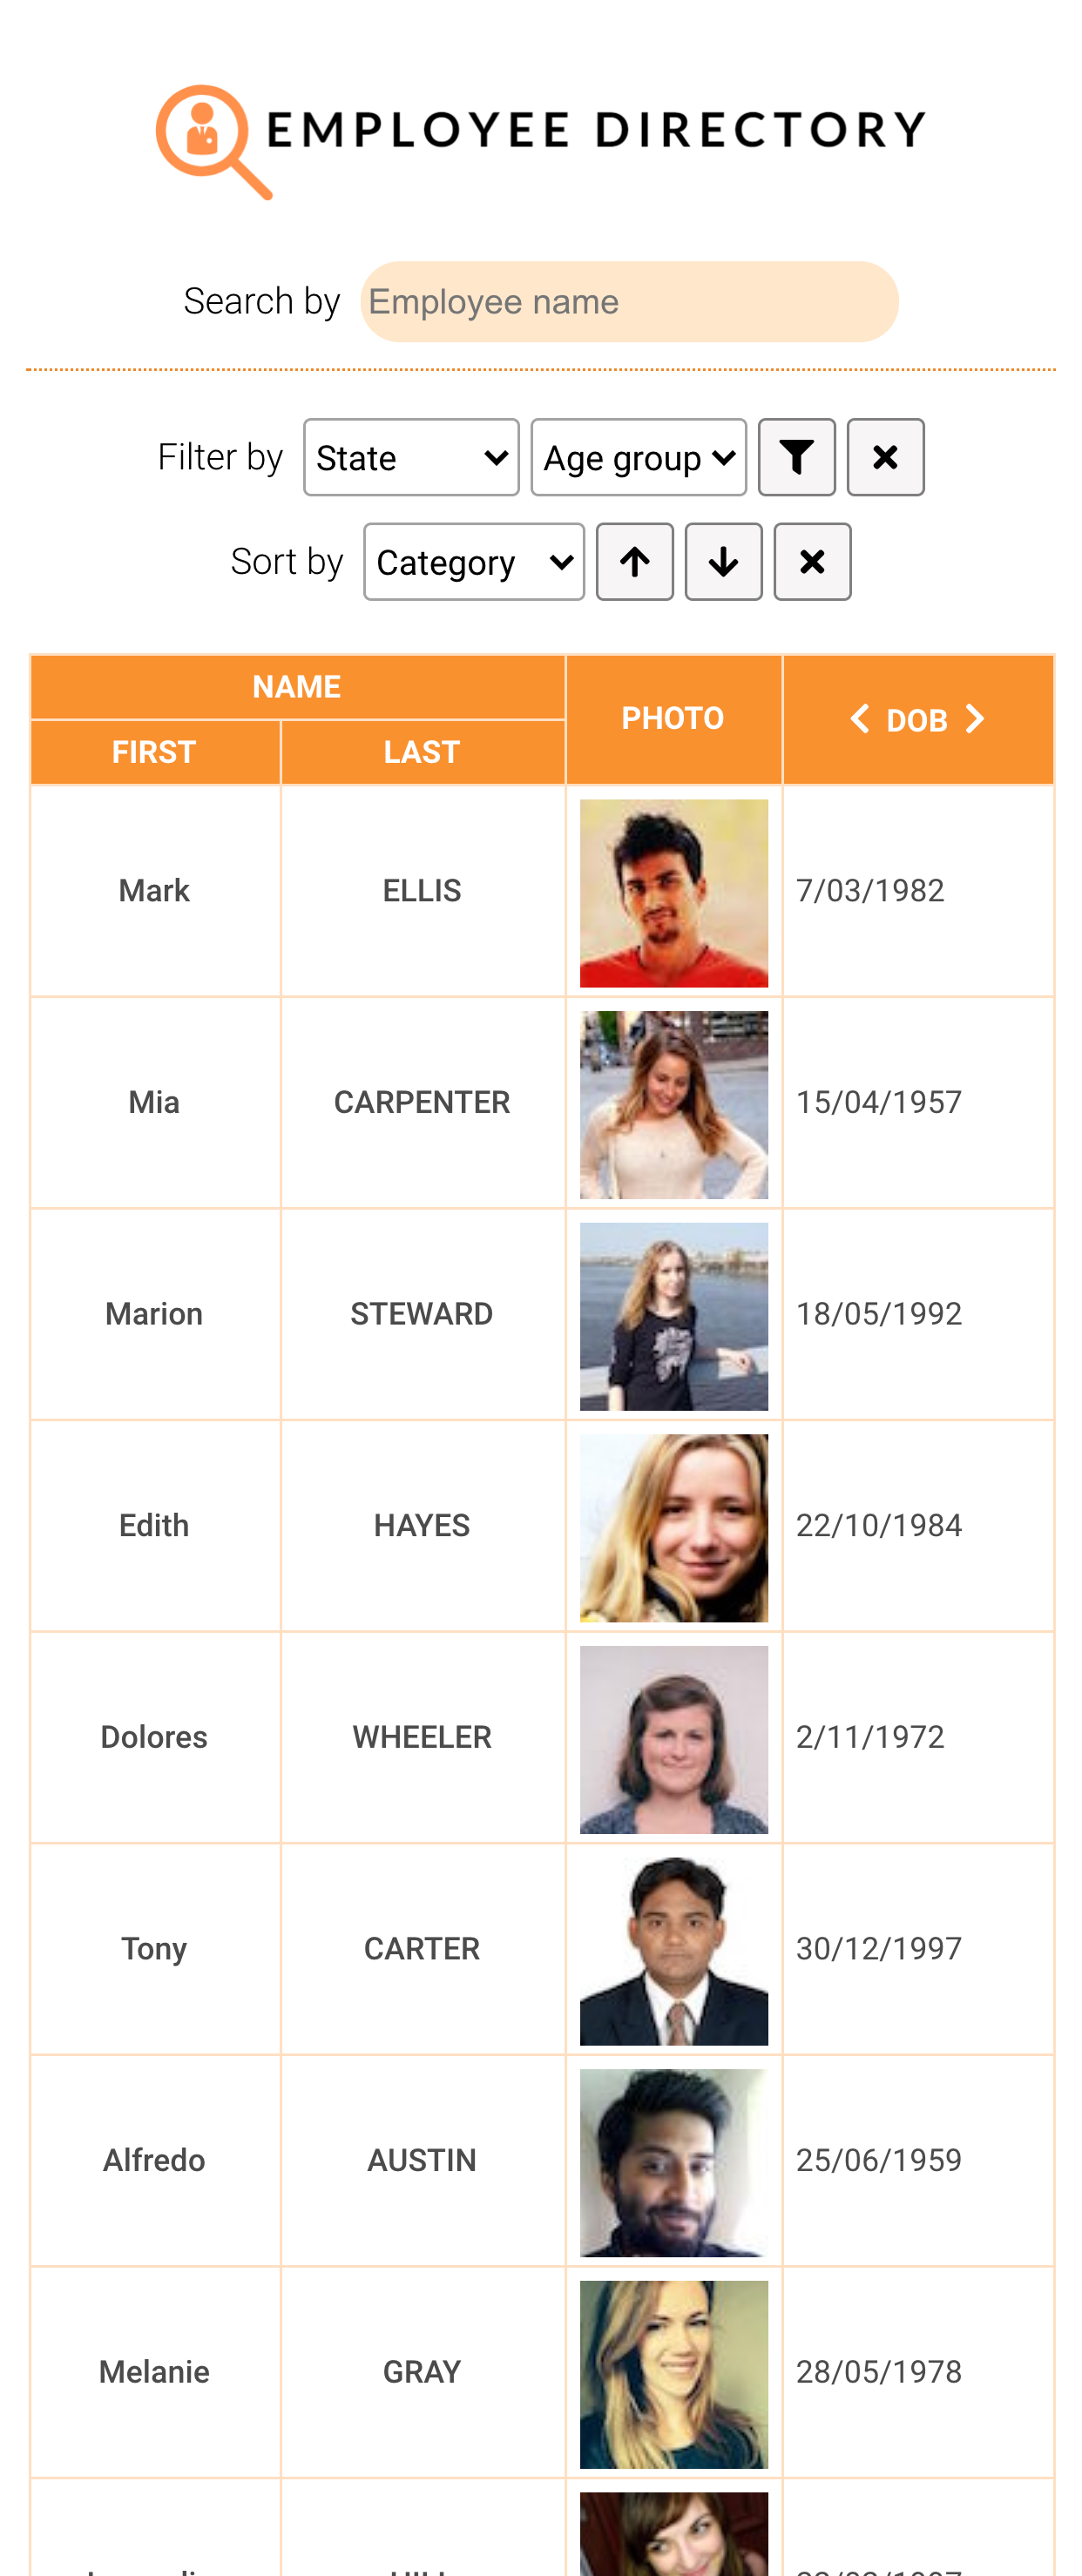 EMPLOYEE DIRECTORY
Search by Employee name
Filter by State Age group
Sort by Category
NAME PHOTO DOB
FIRST LAST
Mark ELLIS 7/03/1982
Mia CARPENTER 15/04/1957
Marion STEWARD 18/05/1992
Edith HAYES 22/10/1984
Dolores WHEELER 2/11/1972
Tony CARTER 30/12/1997
Alfredo AUSTIN 25/06/1959
Melanie GRAY 28/05/1978